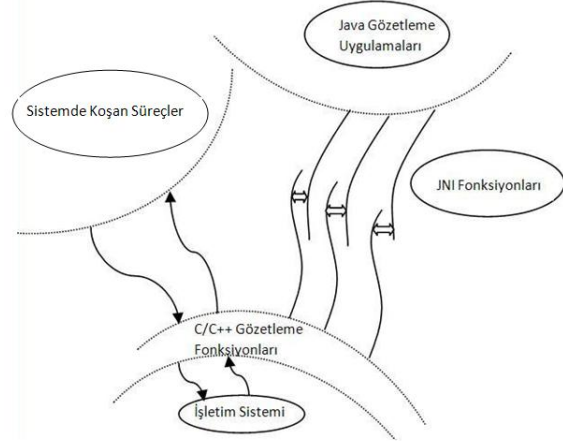 Java Gözetleme
Uygulamaları
Sistemde Koşan Süreçler
JNI Fonksiyonları
C/C++ Gözetleme
Fonksiyonları
İşletim Sistemi